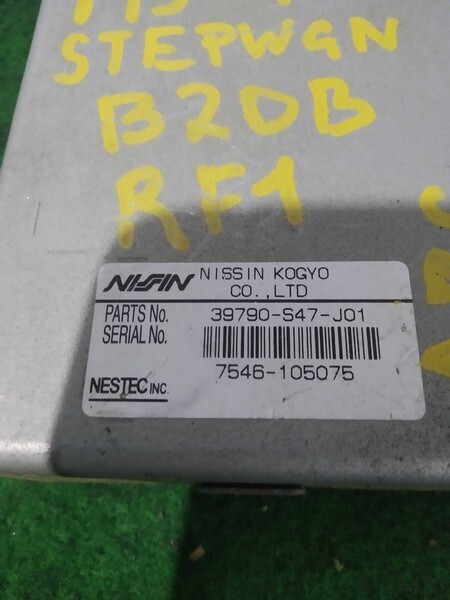 STEPWGN
B20B
RF1
NISSIN NISSIN KOGYO
CO.,LTD
PARTS No. 39790-S47-J01
SERIAL No.
7546-105075
NESTEC INC.